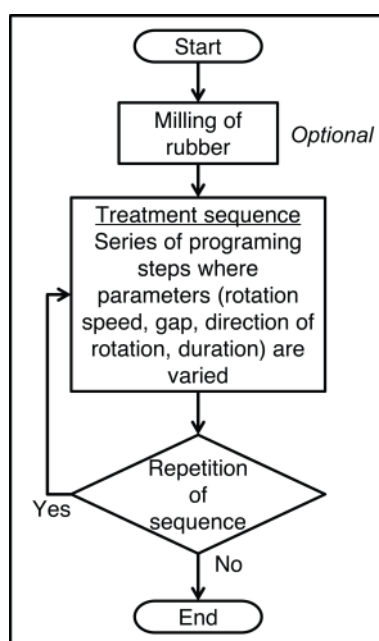 Start
Milling of
rubber
Optional
Treatment sequence
Series of programing
steps where
parameters (rotation
speed, gap, direction of
rotation, duration) are
varied
Repetition
of
sequence
Yes
No
End